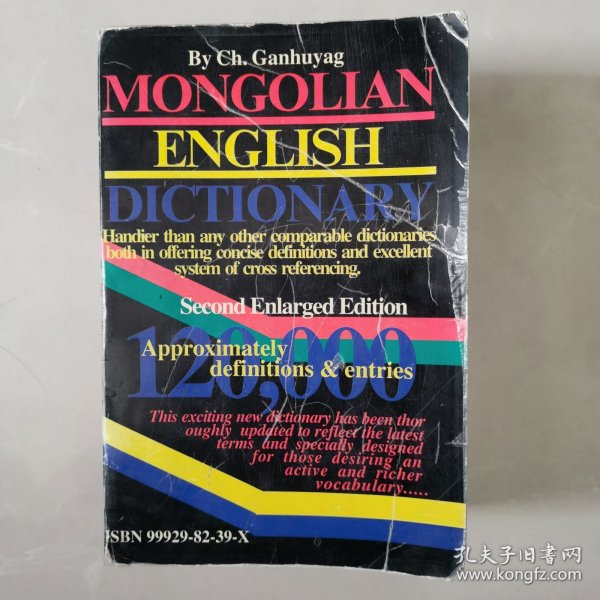 By Ch. Ganhuyag
MONGOLIAN
ENGLISH
DICTIONARY
Handier than any other comparable dictionaries
both in offering concise definitions and excellent
system of cross referencing.
Second Enlarged Edition
120,000
Approximately
definitions & entries
This exciting new dictionary has been thor
oughly updated to reflect the latest
terms and specially designed
for those desiring an
active and richer
vocabulary.....
ISBN 99929-82-39-X
孔夫子旧书网
www.kongfz.com